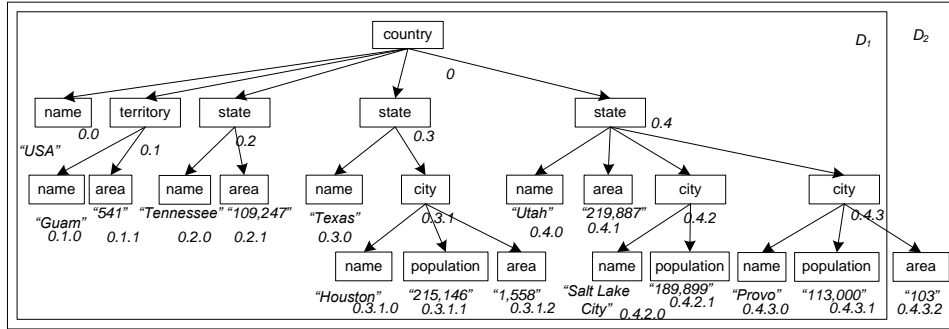 country
D1
D2
0
name
territory
state
state
state
0.0
0.1
0.2
0.3
0.4
"USA"
name
area
name
area
name
city
name
area
city
city
"Guam"
"541"
"Tennessee"
"109,247"
"Texas"
0.3.1
"Utah"
"219,887"
0.4.2
0.4.3
0.1.0
0.1.1
0.2.0
0.2.1
0.3.0
0.4.0
0.4.1
name
population
area
name
population
name
population
area
"Houston"
"215,146"
"1,558"
"Salt Lake
City"
"189,899"
"Provo"
"113,000"
"103"
0.3.1.0
0.3.1.1
0.3.1.2
0.4.2.0
0.4.2.1
0.4.3.0
0.4.3.1
0.4.3.2